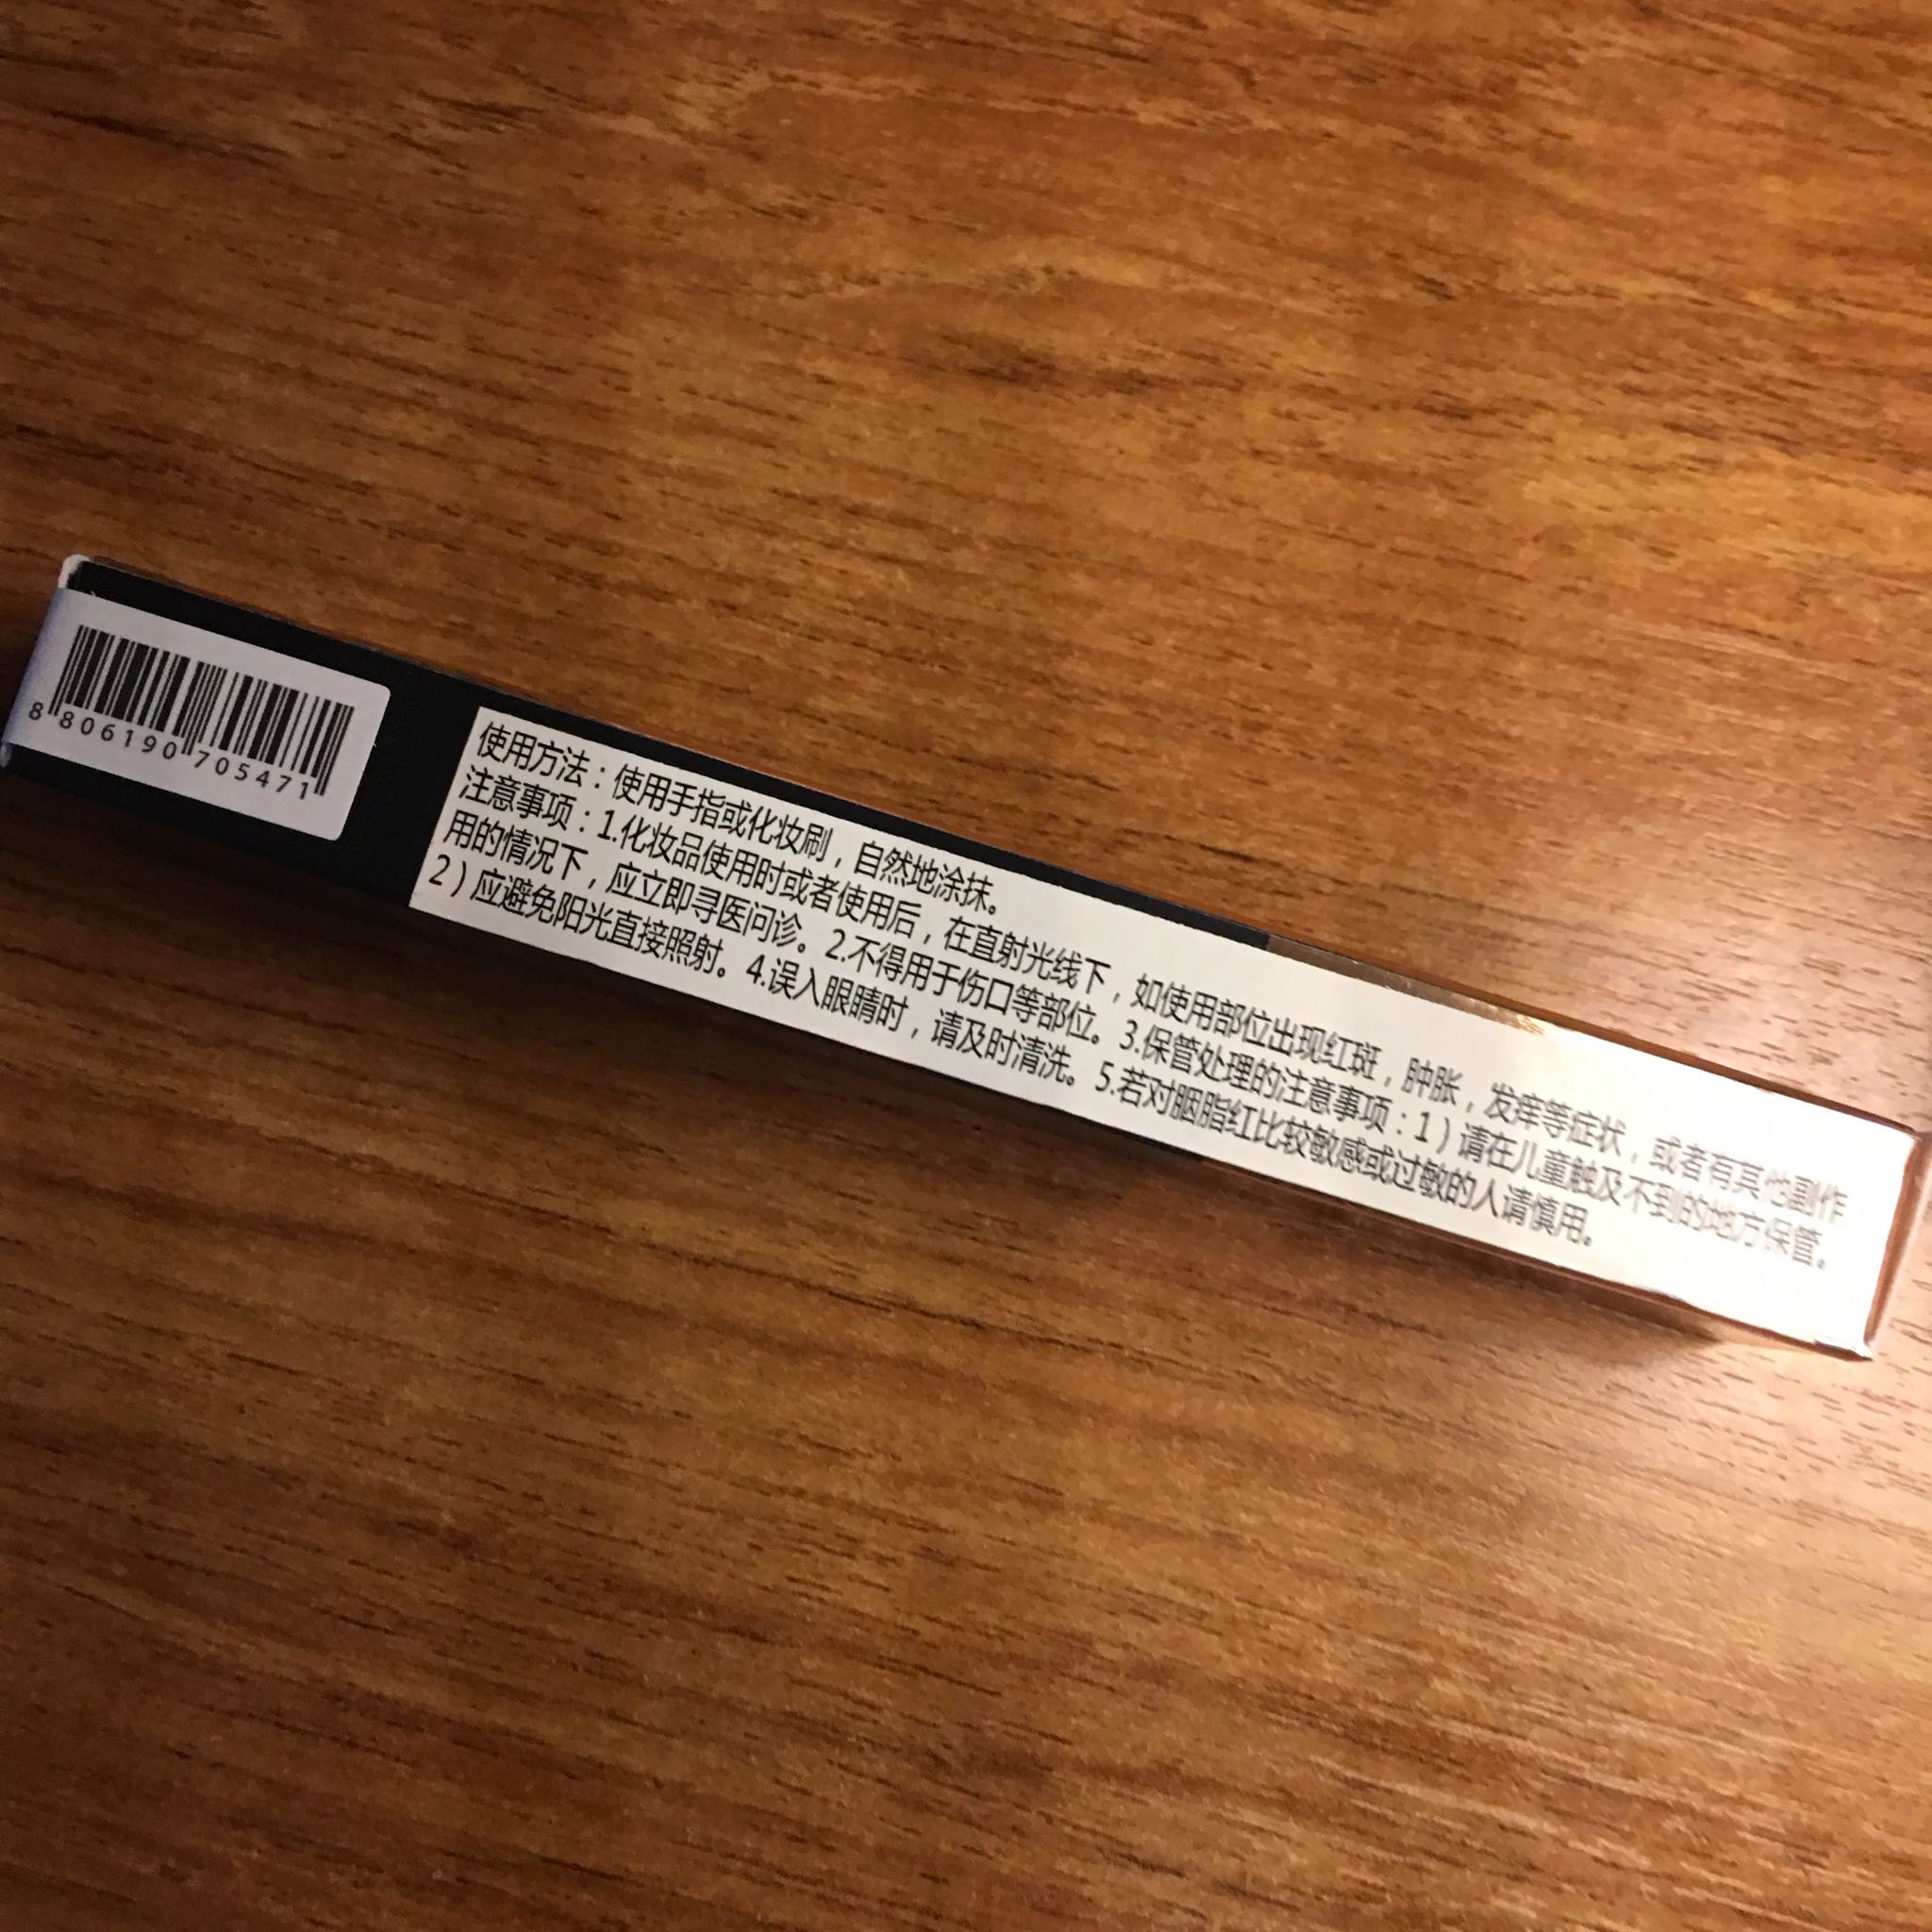 8 806190 705471
使用方法：使用手指或化妆刷，自然地涂抹。
注意事项：1.化妆品使用时或者使用后，在直射光线下，如使用部位出现红斑，肿胀，发痒等症状，或者有其他副作
用的情况下，应立即寻医问诊。2.不得用于伤口等部位。3.保管处理的注意事项：1）请在儿童触及不到的地方保管。
2）应避免阳光直接照射。4.误入眼睛时，请及时清洗。5.若对胭脂红比较敏感或过敏的人请慎用。